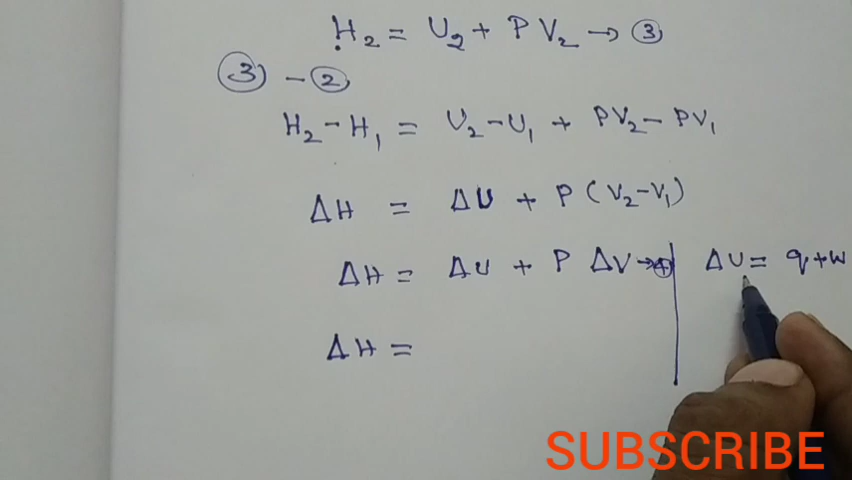 H₂ = U₂ + PV₂ → ③
③ - ②
H₂ - H₁ = U₂ - U₁ + PV₂ - PV₁
ΔH = ΔU + P (V₂-V₁)
ΔH = ΔU + P ΔV → ④
ΔU = q+w
ΔH =
SUBSCRIBE